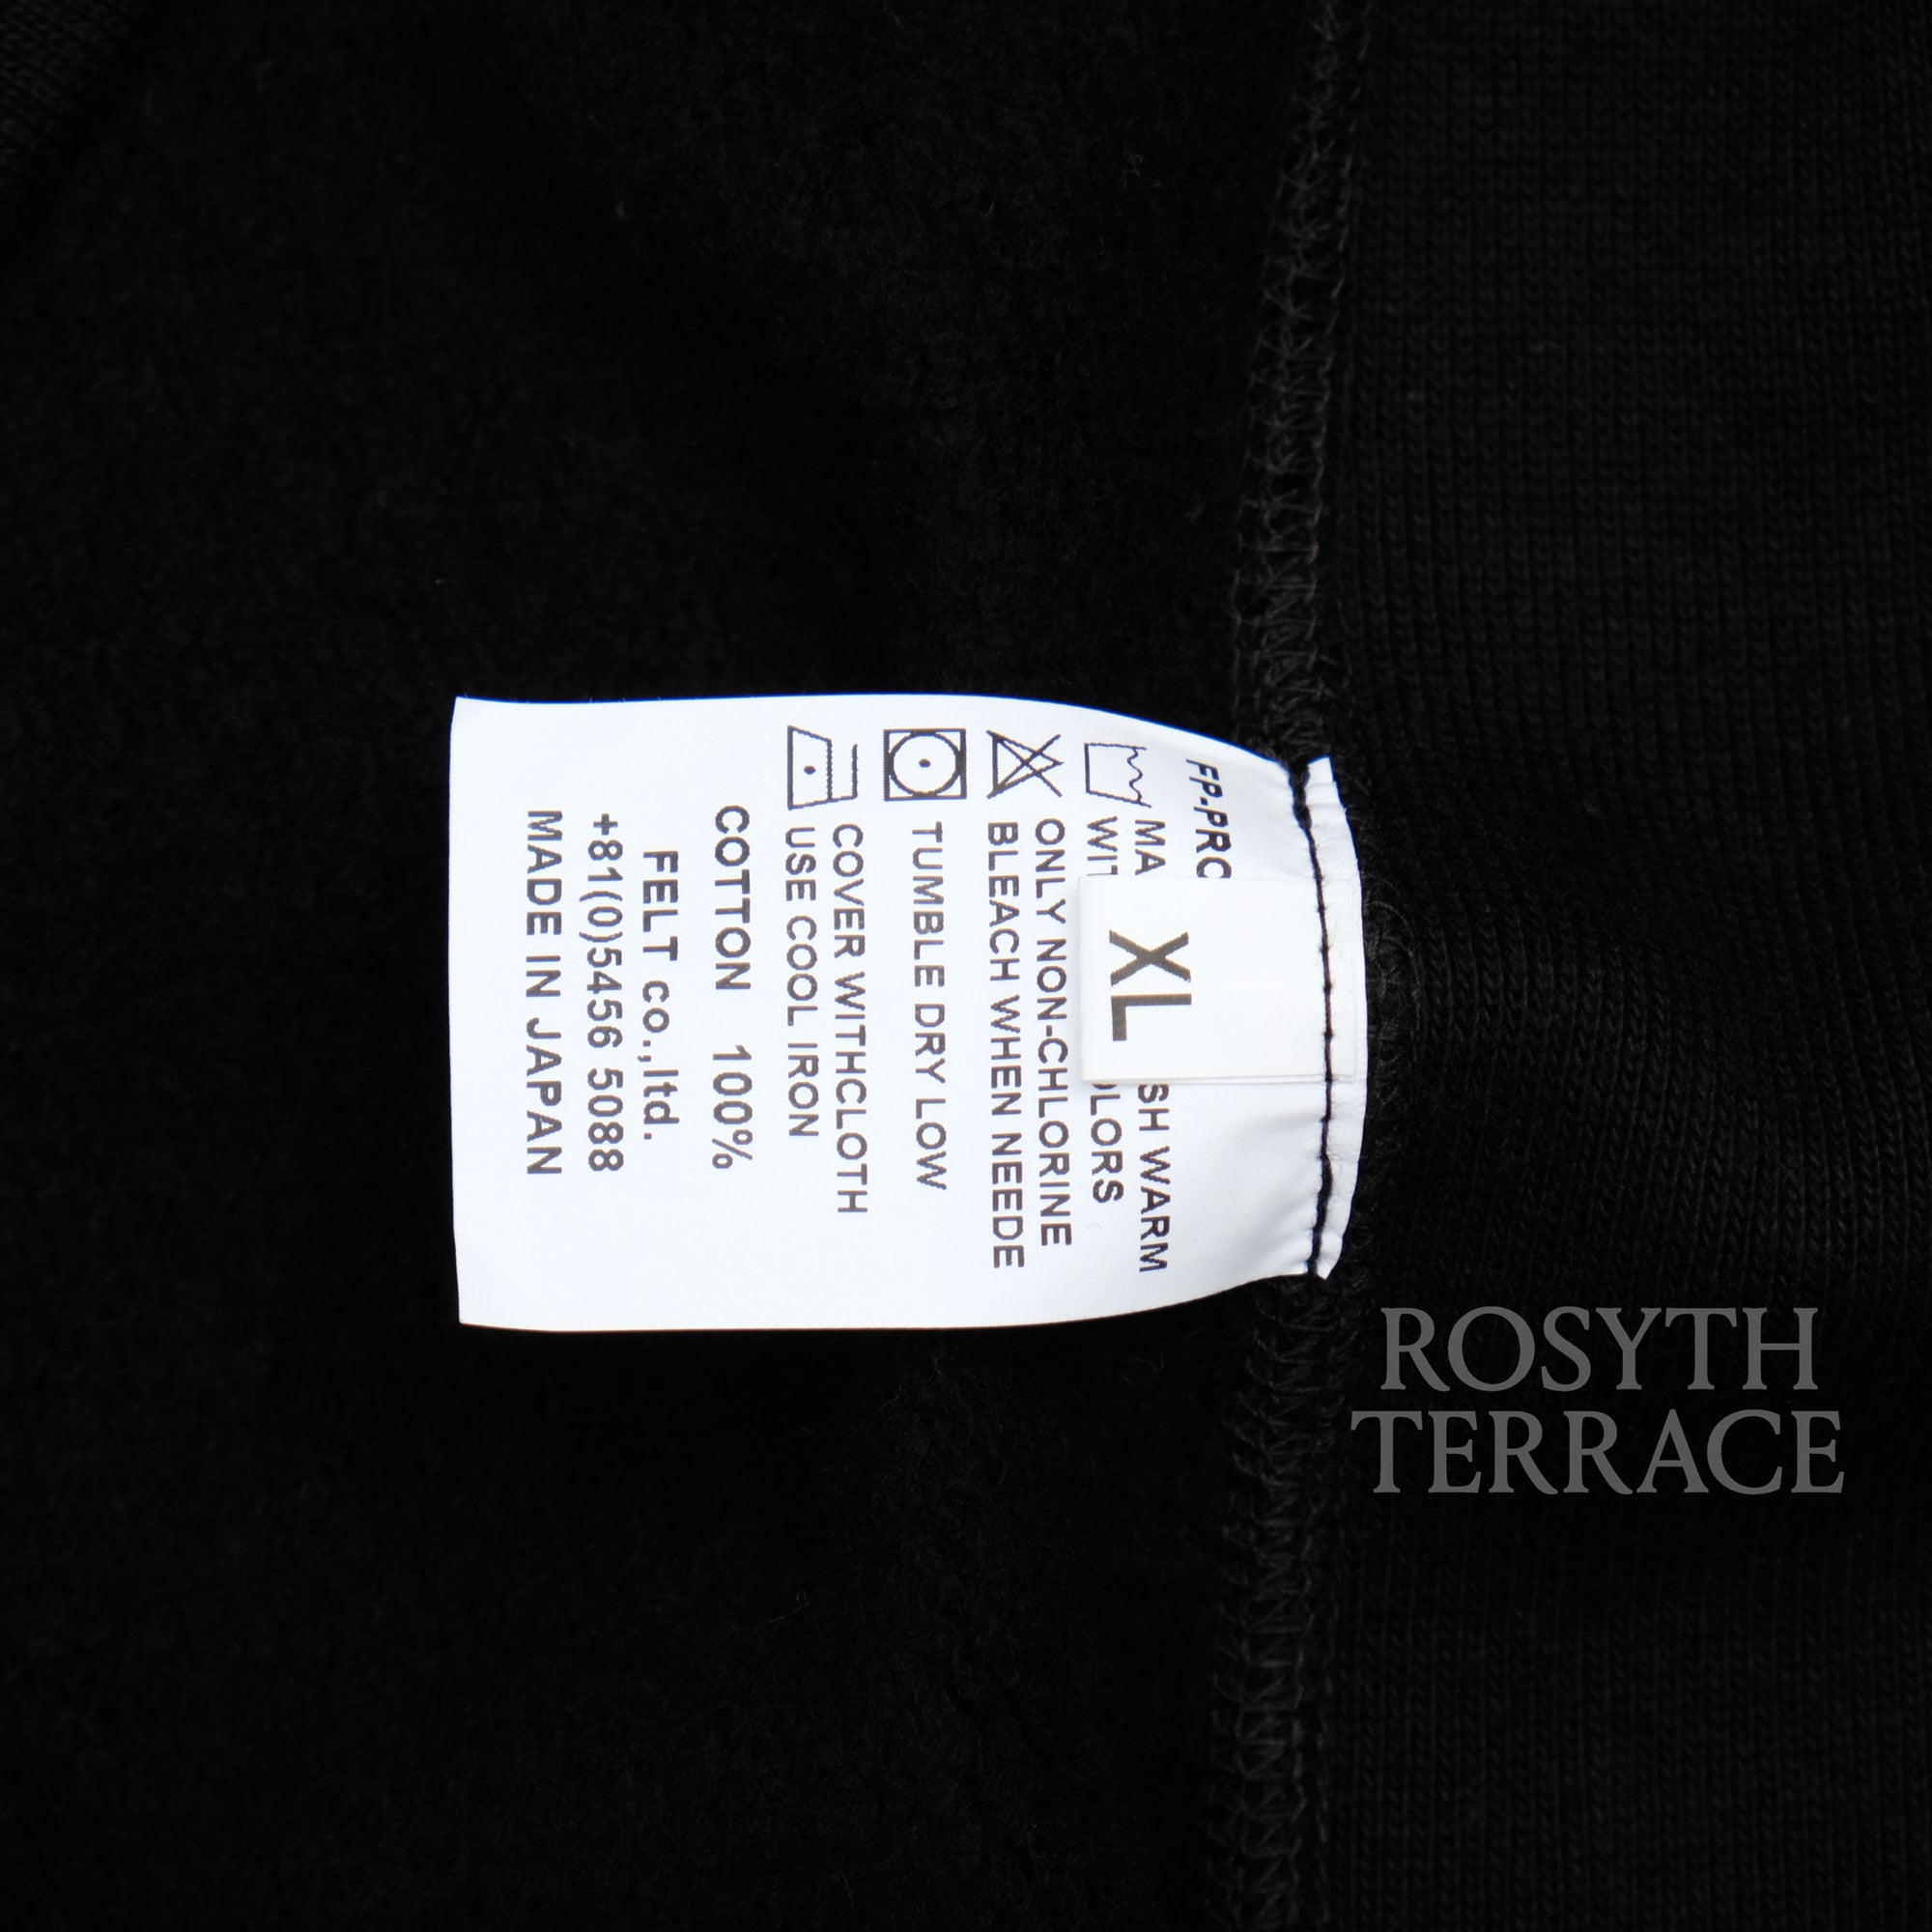 FP-PRO
XL
MA SH WARM
WIT OLORS
ONLY NON-CHLORINE
BLEACH WHEN NEEDE
TUMBLE DRY LOW
COVER WITHCLOTH
USE COOL IRON
COTTON 100%
FELT co.,ltd.
+81(0)5456 5088
MADE IN JAPAN
ROSYTH
TERRACE